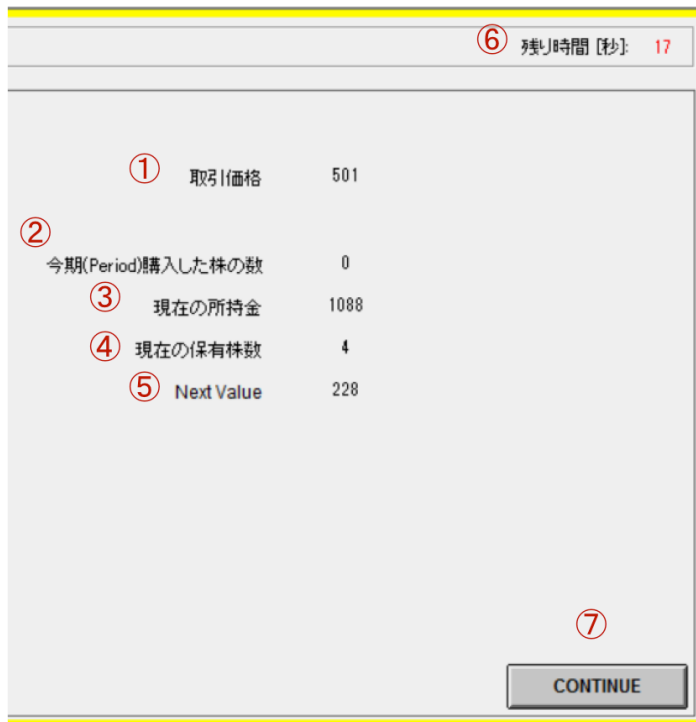 ⑥ 残り時間 [秒]: 17
① 取引価格 501
②
今期(Period)購入した株の数 0
③ 現在の所持金 1088
④ 現在の保有株数 4
⑤ Next Value 228
⑦
CONTINUE